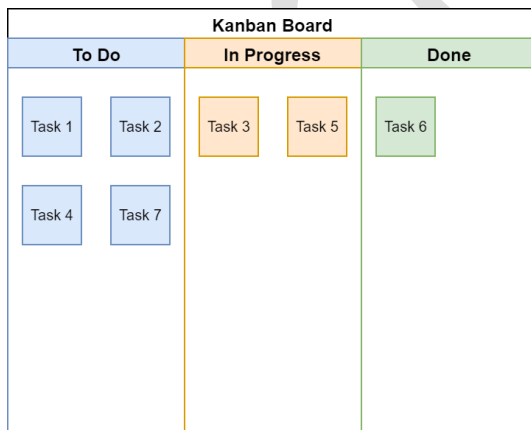 Kanban Board
To Do In Progress Done
Task 1 Task 2 Task 3 Task 5 Task 6
Task 4 Task 7